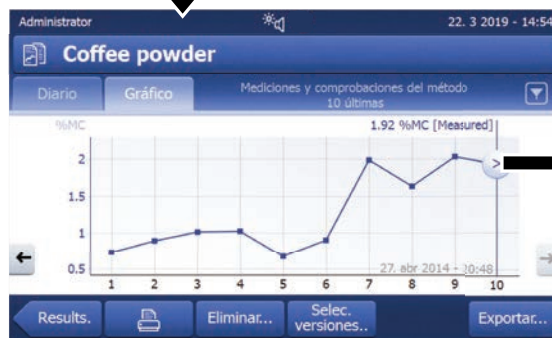 Administrator 22. 3 2019 - 14:54
Coffee powder
Diario Gráfico Mediciones y comprobaciones del método
10 últimas
%MC 1.92 %MC [Measured]
2
1.5
1
0.5
27. abr 2014 - 10:48
1 2 3 4 5 6 7 8 9 10
Results. Eliminar... Selec.
versiones.. Exportar...